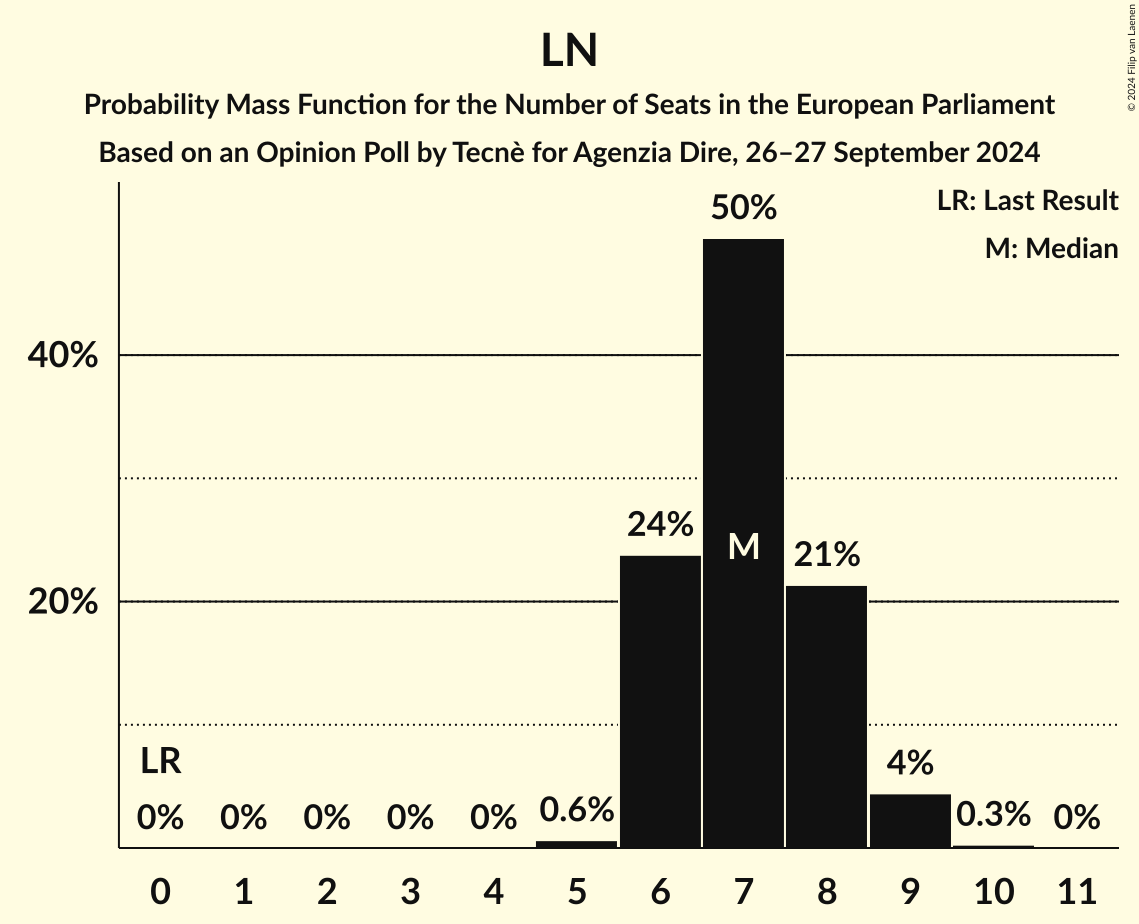 LN
Probability Mass Function for the Number of Seats in the European Parliament
Based on an Opinion Poll by Tecnè for Agenzia Dire, 26–27 September 2024
© 2024 Filip van Laenen
LR: Last Result
M: Median
50%
40%
24%
M
21%
20%
LR
4%
0% 0% 0% 0% 0% 0.6% 0.3% 0%
0 1 2 3 4 5 6 7 8 9 10 11